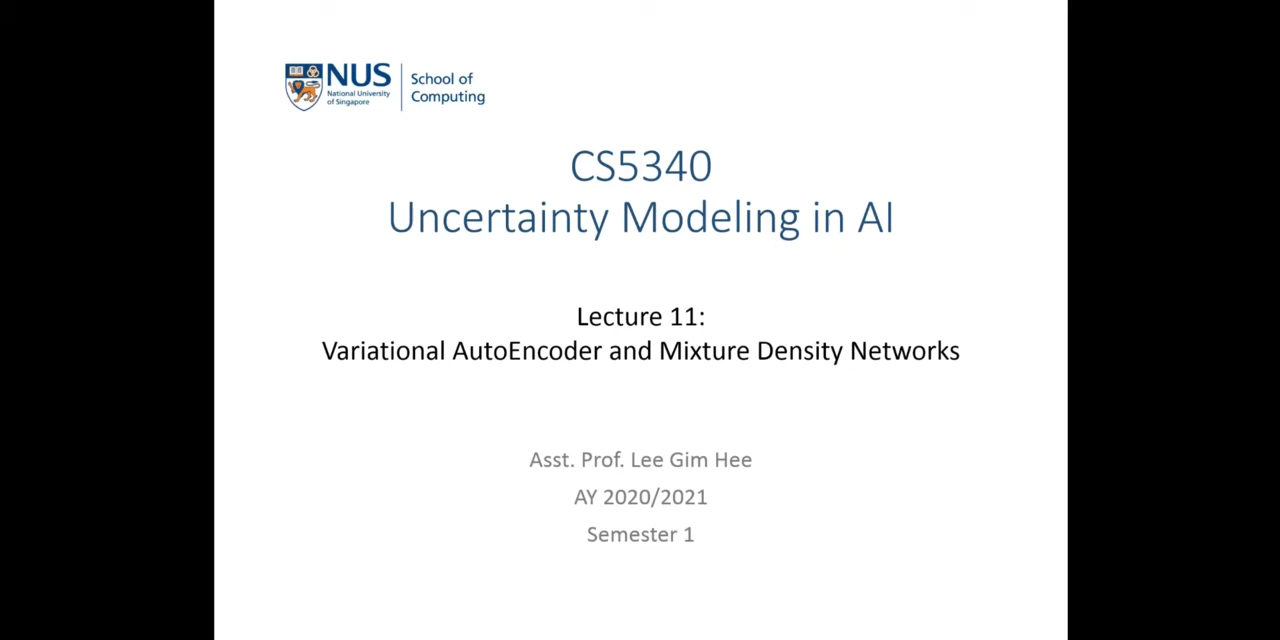 NUS
National University
of Singapore
School of
Computing
CS5340
Uncertainty Modeling in AI
Lecture 11:
Variational AutoEncoder and Mixture Density Networks
Asst. Prof. Lee Gim Hee
AY 2020/2021
Semester 1